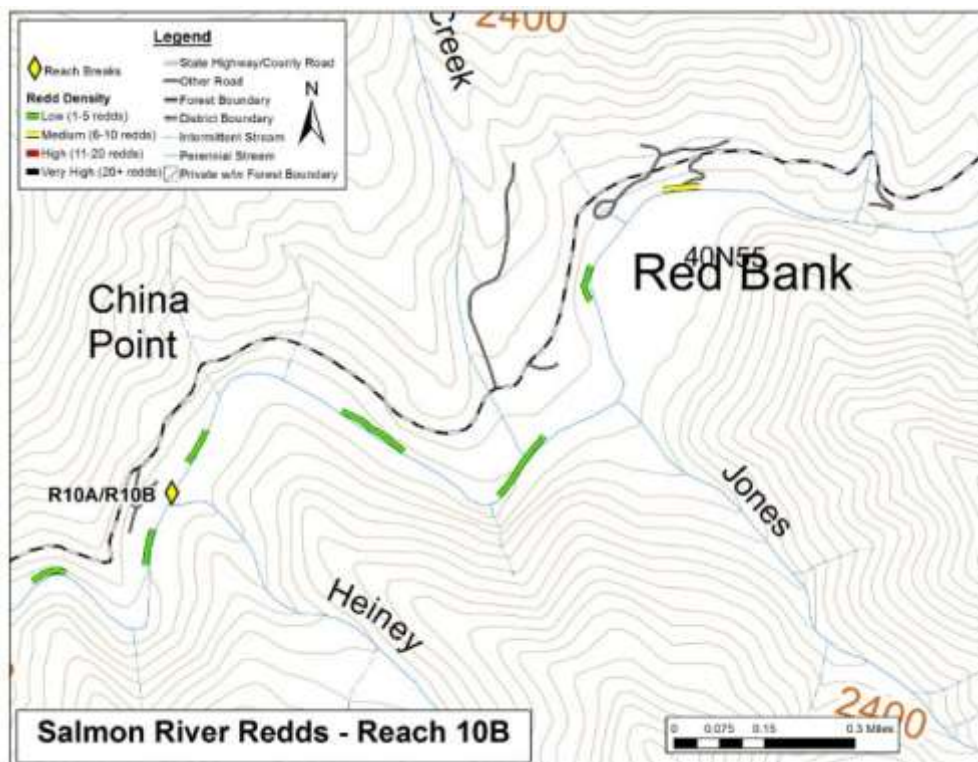 Legend
Reach Breaks
Redd Density
Low (1-5 redds)
Medium (6-10 redds)
High (11-20 redds)
Very High (20+ redds)
State Highway/County Road
Other Road
Forest Boundary
District Boundary
Intermittent Stream
Perennial Stream
Private w/in Forest Boundary
N
Creek
2400
40N55
Red Bank
China
Point
R10A/R10B
Jones
Heiney
2400
Salmon River Redds - Reach 10B
0 0.075 0.15 0.3 Miles